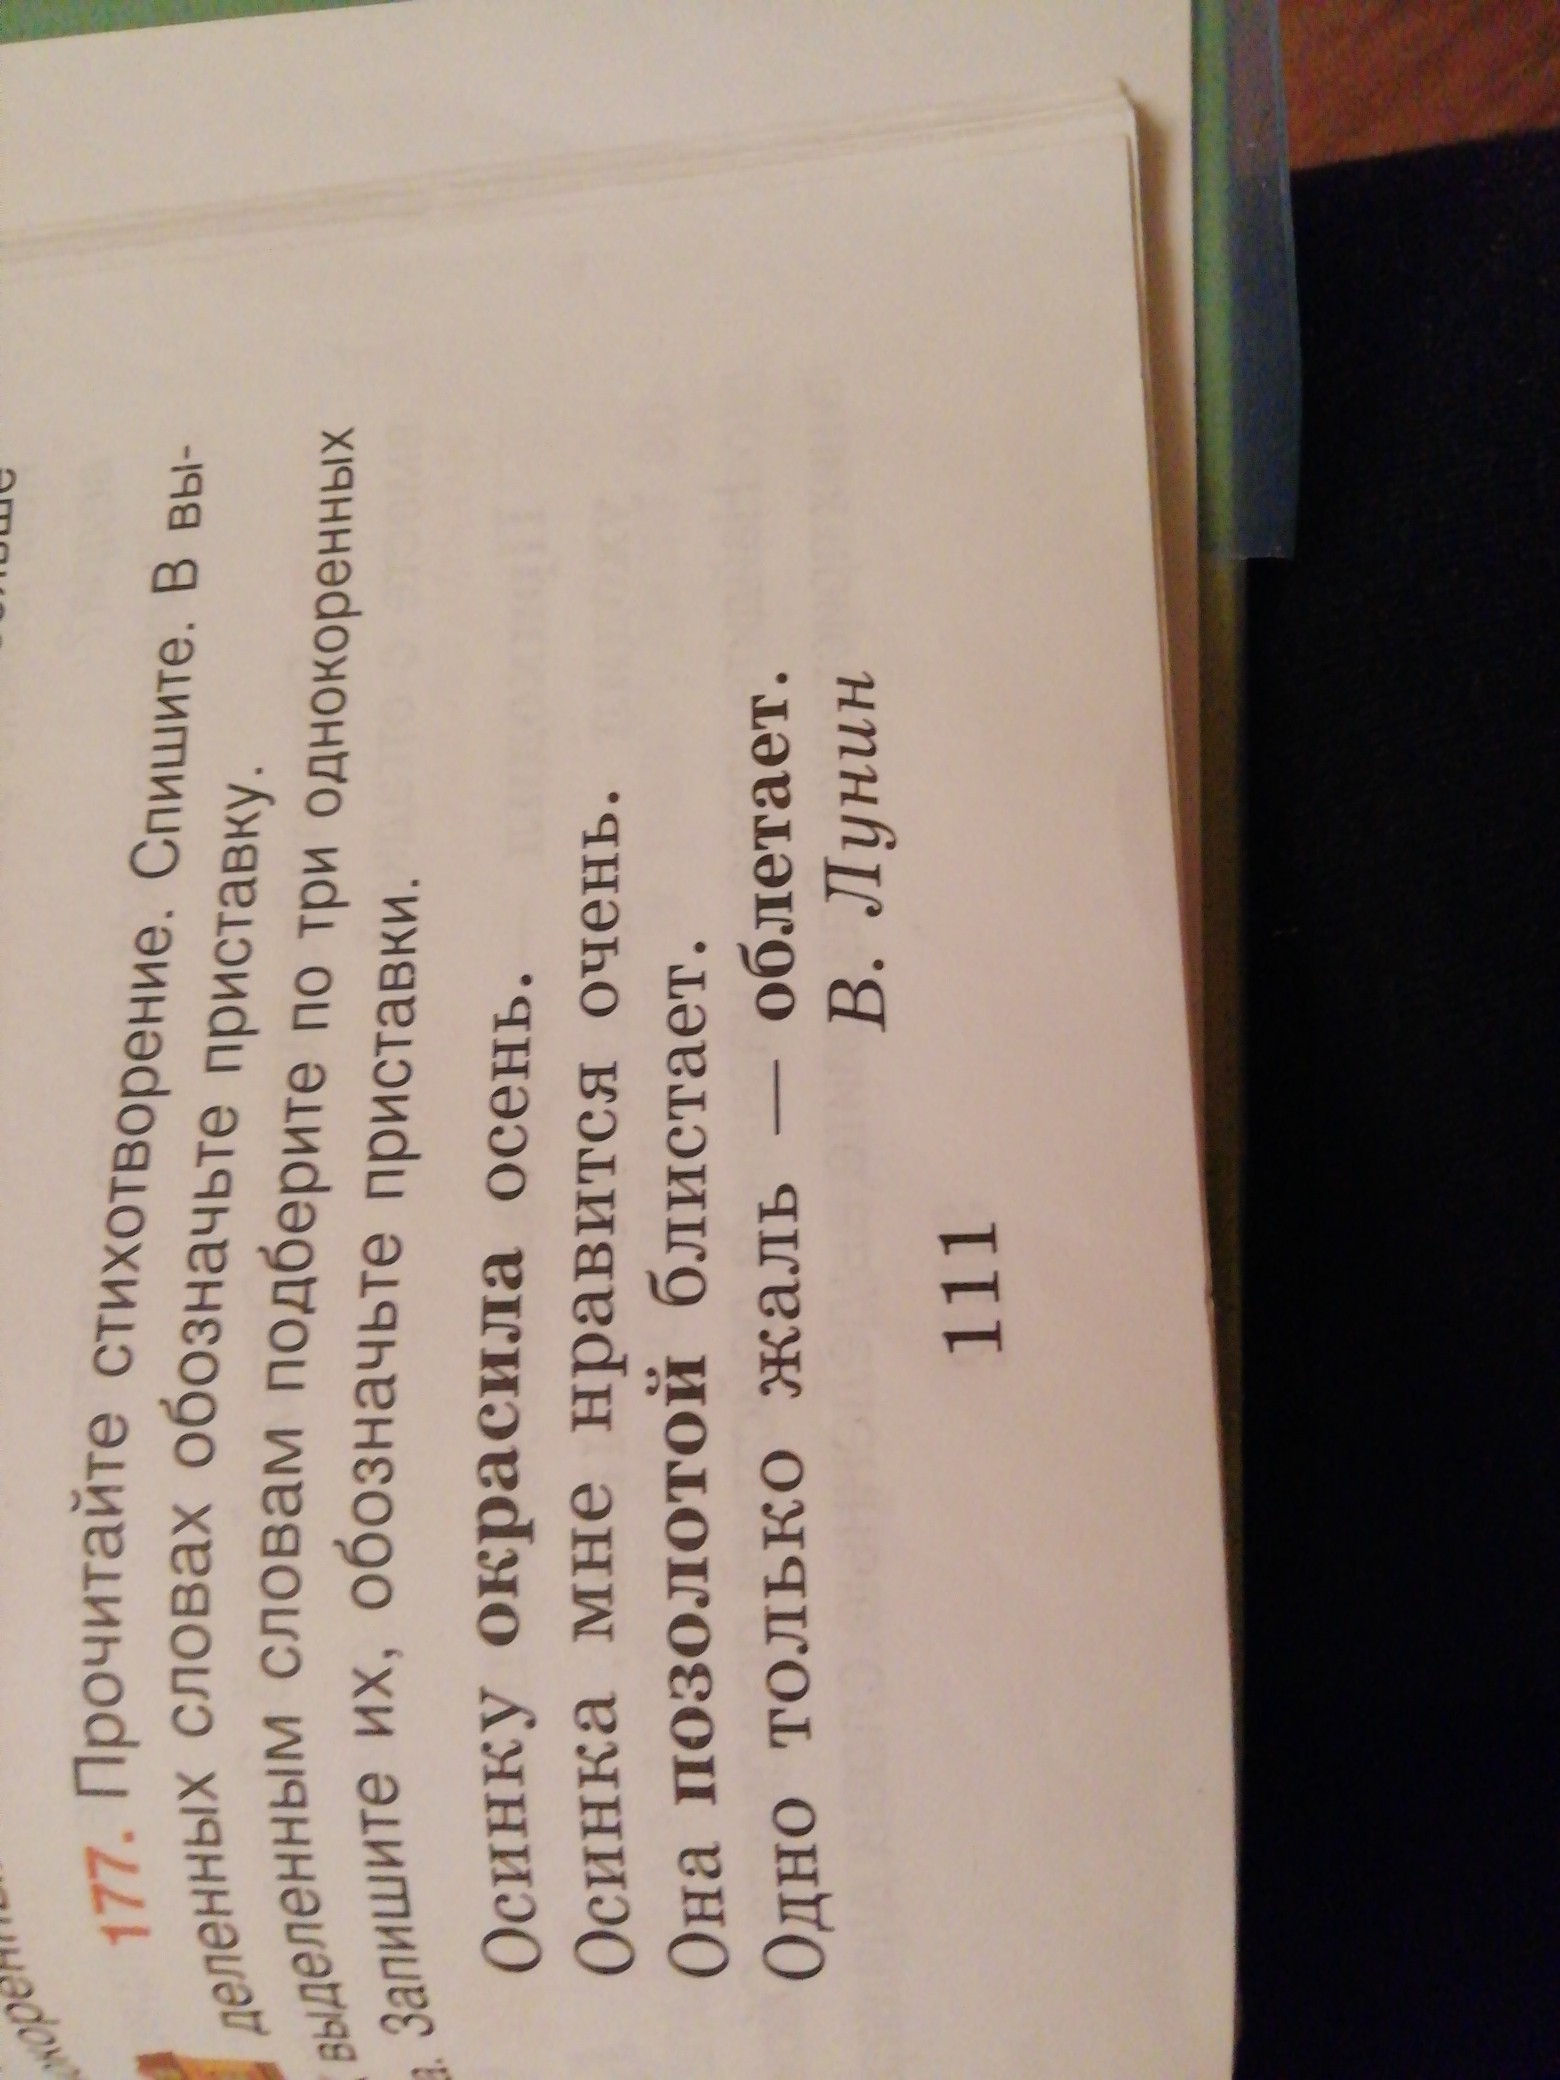 177. Прочитайте стихотворение. Спишите. В вы-
деленных словах обозначьте приставку.
выделенным словам подберите по три однокоренных
Запишите их, обозначьте приставки.
Осинку окрасила осень.
Осинка мне нравится очень.
Она позолотой блистает.
Одно только жаль — облетает.
В. Лунин
111